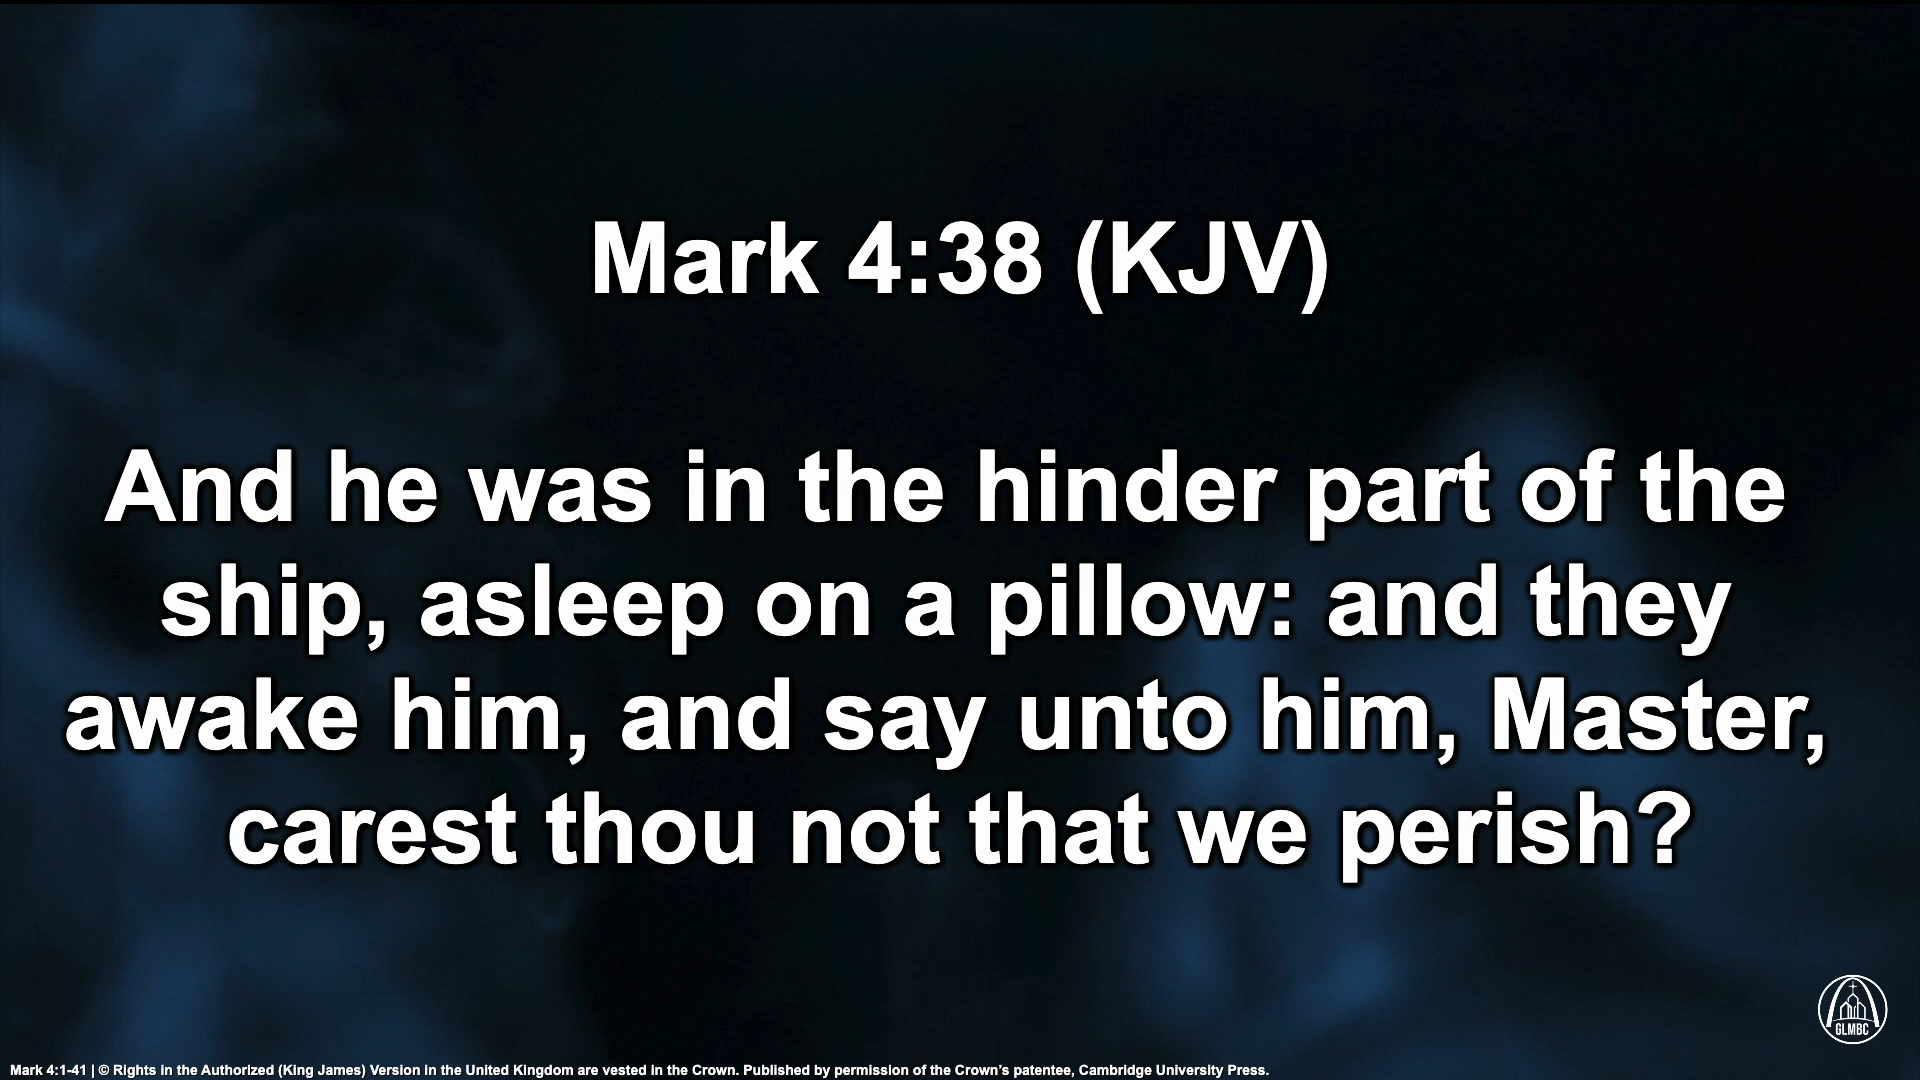 Mark 4:38 (KJV)
And he was in the hinder part of the
ship, asleep on a pillow: and they
awake him, and say unto him, Master,
carest thou not that we perish?
GLMBC
Mark 4:1-41 | © Rights in the Authorized (King James) Version in the United Kingdom are vested in the Crown. Published by permission of the Crown’s patentee, Cambridge University Press.